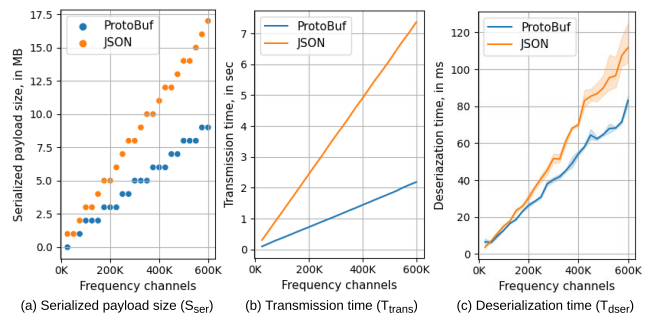 Serialized payload size, in MB
17.5
15.0
12.5
10.0
7.5
5.0
2.5
0.0
ProtoBuf
JSON
0K
200K
400K
600K
Frequency channels
(a) Serialized payload size (Sser)
Transmission time, in sec
7
6
5
4
3
2
1
0
ProtoBuf
JSON
0K
200K
400K
600K
Frequency channels
(b) Transmission time (Ttrans)
Deseriazation time, in ms
120
100
80
60
40
20
0
ProtoBuf
JSON
0K
200K
400K
600K
Frequency channels
(c) Deserialization time (Tdser)